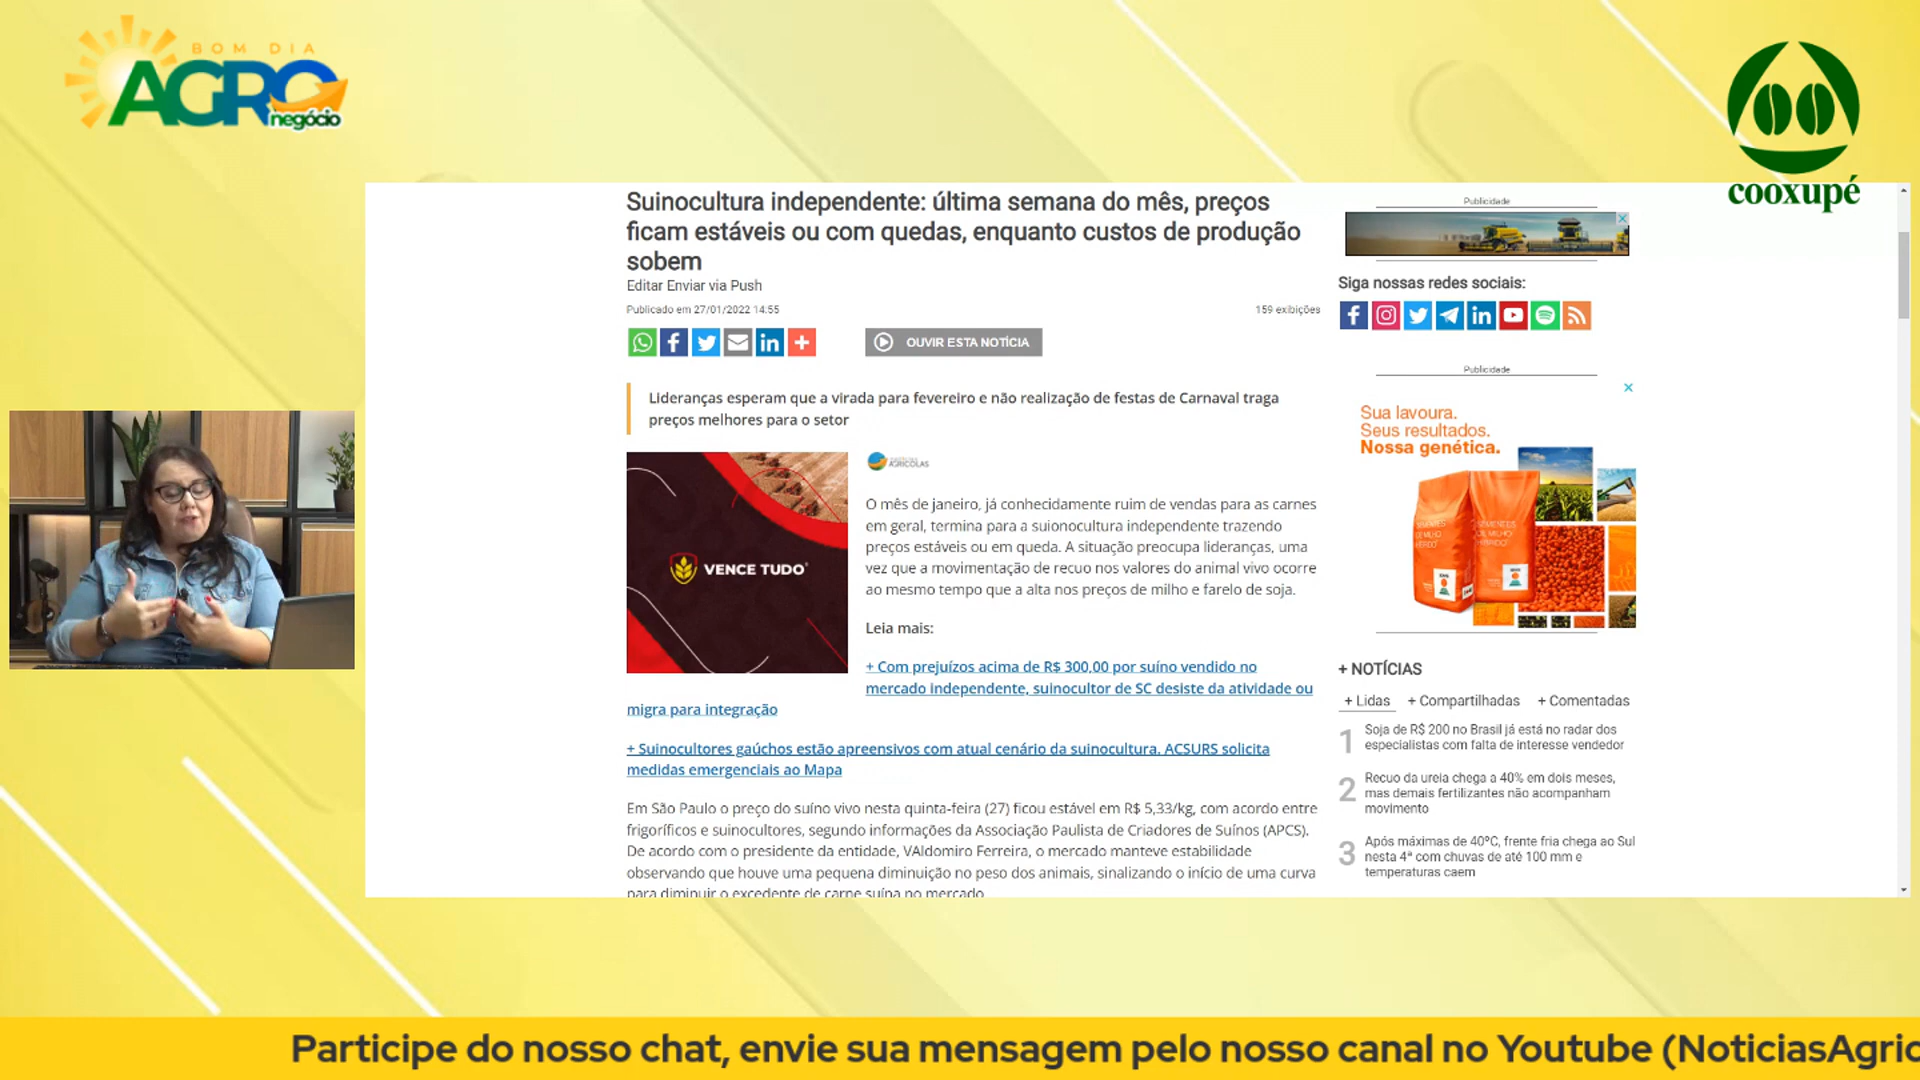 BOM DIA
AGRO
negócio
cooxupé
Suinocultura independente: última semana do mês, preços
ficam estáveis ou com quedas, enquanto custos de produção
sobem
Editar Enviar via Push
Publicado em 27/01/2022 14:55
159 exibições
OUVIR ESTA NOTÍCIA
Lideranças esperam que a virada para fevereiro e não realização de festas de Carnaval traga
preços melhores para o setor
VENCE TUDO
AGRÍCOLAS
O mês de janeiro, já conhecidamente ruim de vendas para as carnes
em geral, termina para a suionocultura independente trazendo
preços estáveis ou em queda. A situação preocupa lideranças, uma
vez que a movimentação de recuo nos valores do animal vivo ocorre
ao mesmo tempo que a alta nos preços de milho e farelo de soja.
Leia mais:
+ Com prejuízos acima de R$ 300,00 por suíno vendido no
mercado independente, suinocultor de SC desiste da atividade ou
migra para integração
+ Suinocultores gaúchos estão apreensivos com atual cenário da suinocultura. ACSURS solicita
medidas emergenciais ao Mapa
Em São Paulo o preço do suíno vivo nesta quinta-feira (27) ficou estável em R$ 5,33/kg, com acordo entre
frigoríficos e suinocultores, segundo informações da Associação Paulista de Criadores de Suínos (APCS).
De acordo com o presidente da entidade, VAldomiro Ferreira, o mercado manteve estabilidade
observando que houve uma pequena diminuição no peso dos animais, sinalizando o início de uma curva
para diminuir o excedente de carne suína no mercado
Publicidade
Siga nossas redes sociais:
Publicidade
Sua lavoura.
Seus resultados.
Nossa genética.
+ NOTÍCIAS
+ Lidas + Compartilhadas + Comentadas
1 Soja de R$ 200 no Brasil já está no radar dos
especialistas com falta de interesse vendedor
2 Recuo da ureia chega a 40% em dois meses,
mas demais fertilizantes não acompanham
movimento
3 Após máximas de 40ºC, frente fria chega ao Sul
nesta 4ª com chuvas de até 100 mm e
temperaturas caem
Participe do nosso chat, envie sua mensagem pelo nosso canal no Youtube (NoticiasAgric